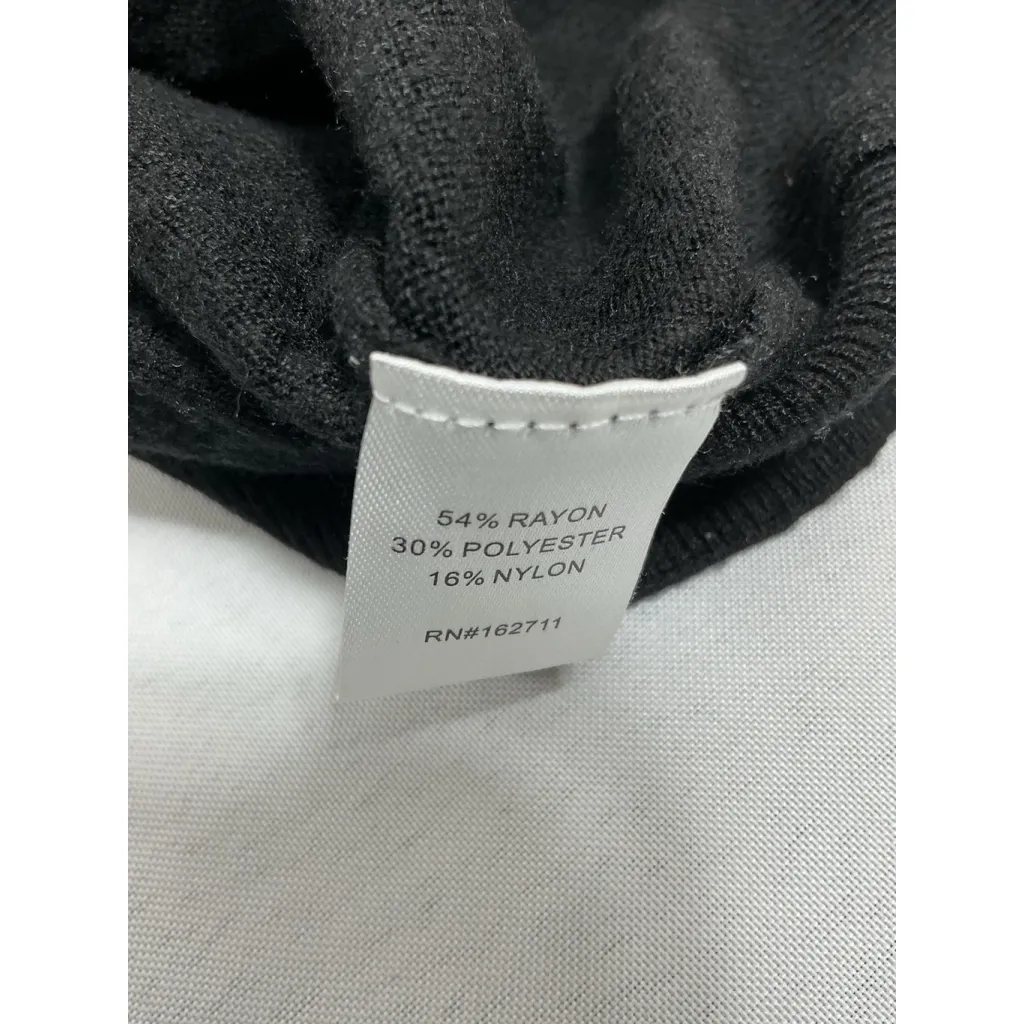 54% RAYON
30% POLYESTER
16% NYLON
RN#162711